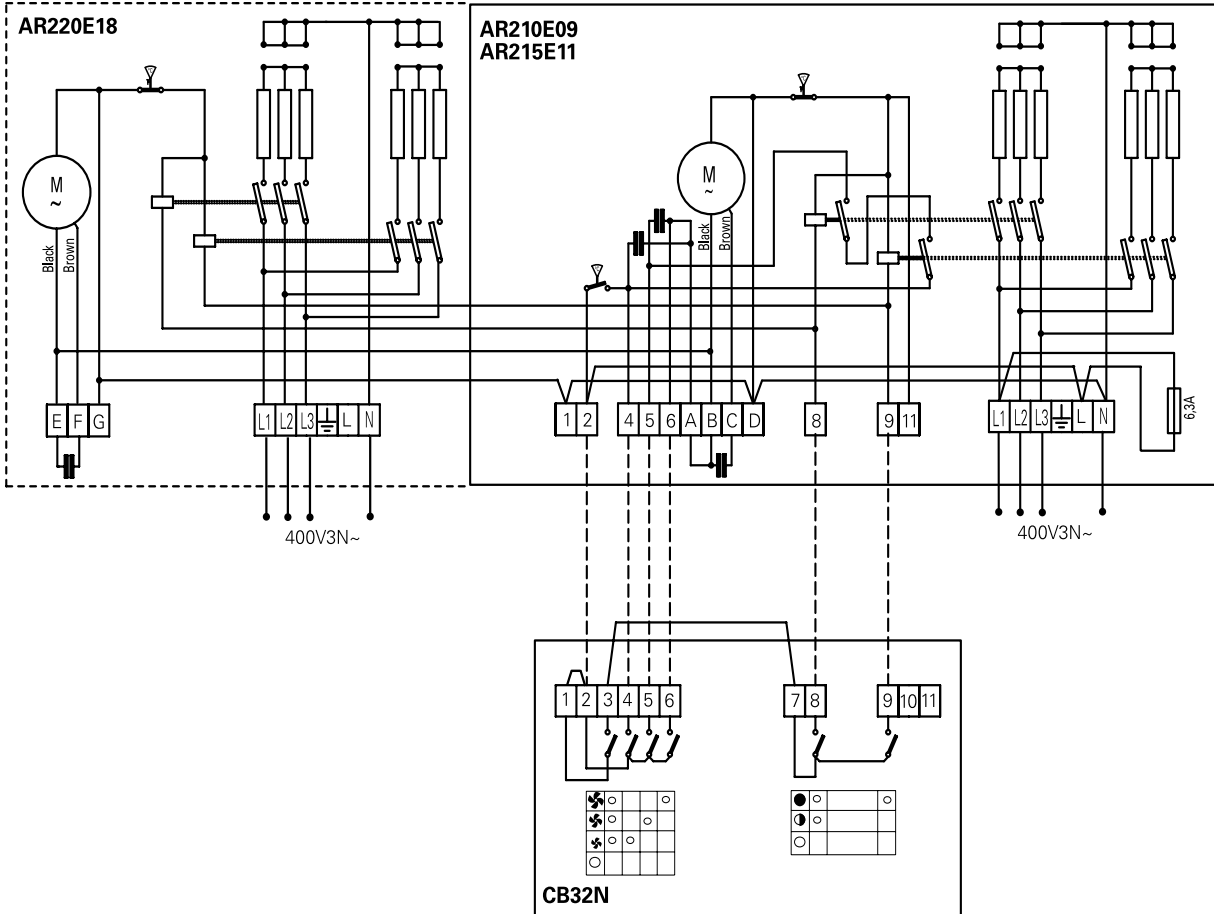 AR220E18
AR210E09
AR215E11
M
~
Black
Brown
M
~
Black
Brown
6,3A
E F G
L1 L2 L3 L N
1 2
4 5 6 A B C D
8
9 11
L1 L2 L3 L N
400V3N~
400V3N~
1 2 3 4 5 6
7 8
9 10 11
CB32N